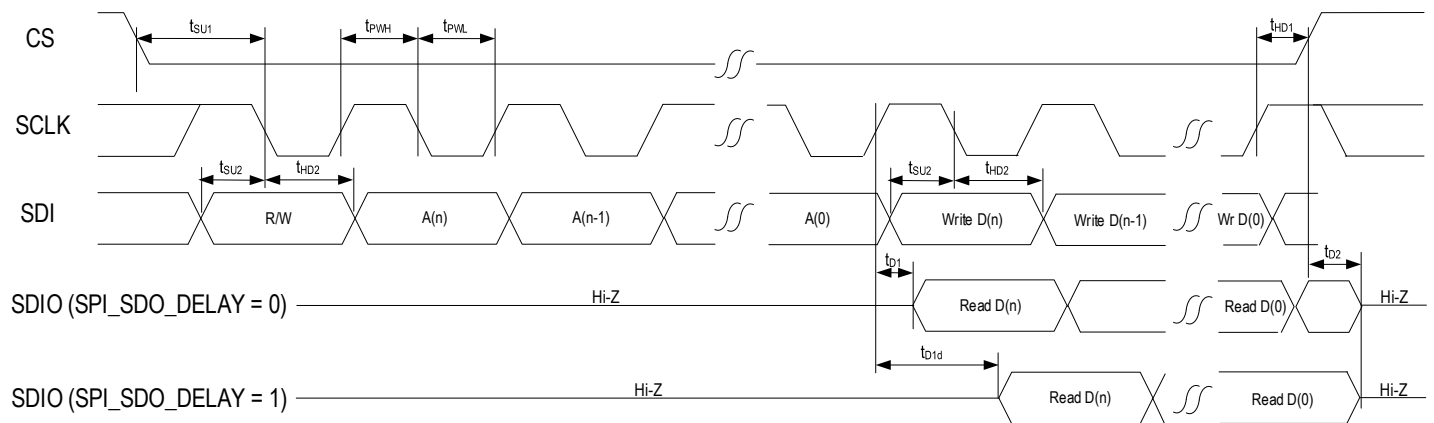 CS tSU1 tPWH tPWL tHD1
SCLK
tSU2 tHD2 tSU2 tHD2
SDI R/W A(n) A(n-1) A(0) Write D(n) Write D(n-1) Wr D(0)
tD1 tD2
SDIO (SPI_SDO_DELAY = 0) Hi-Z Read D(n) Read D(0) Hi-Z
tD1d
SDIO (SPI_SDO_DELAY = 1) Hi-Z Read D(n) Read D(0) Hi-Z